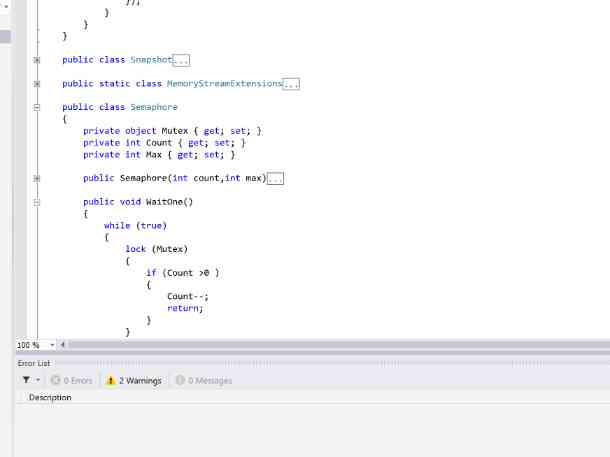 });
}
}
}
public class Snapshot...
public static class MemoryStreamExtensions...
public class Semaphore
{
private object Mutex { get; set; }
private int Count { get; set; }
private int Max { get; set; }
public Semaphore(int count,int max)...
public void WaitOne()
{
while (true)
{
lock (Mutex)
{
if (Count >0 )
{
Count--;
return;
}
}
100 %
Error List
0 Errors 2 Warnings 0 Messages
Description